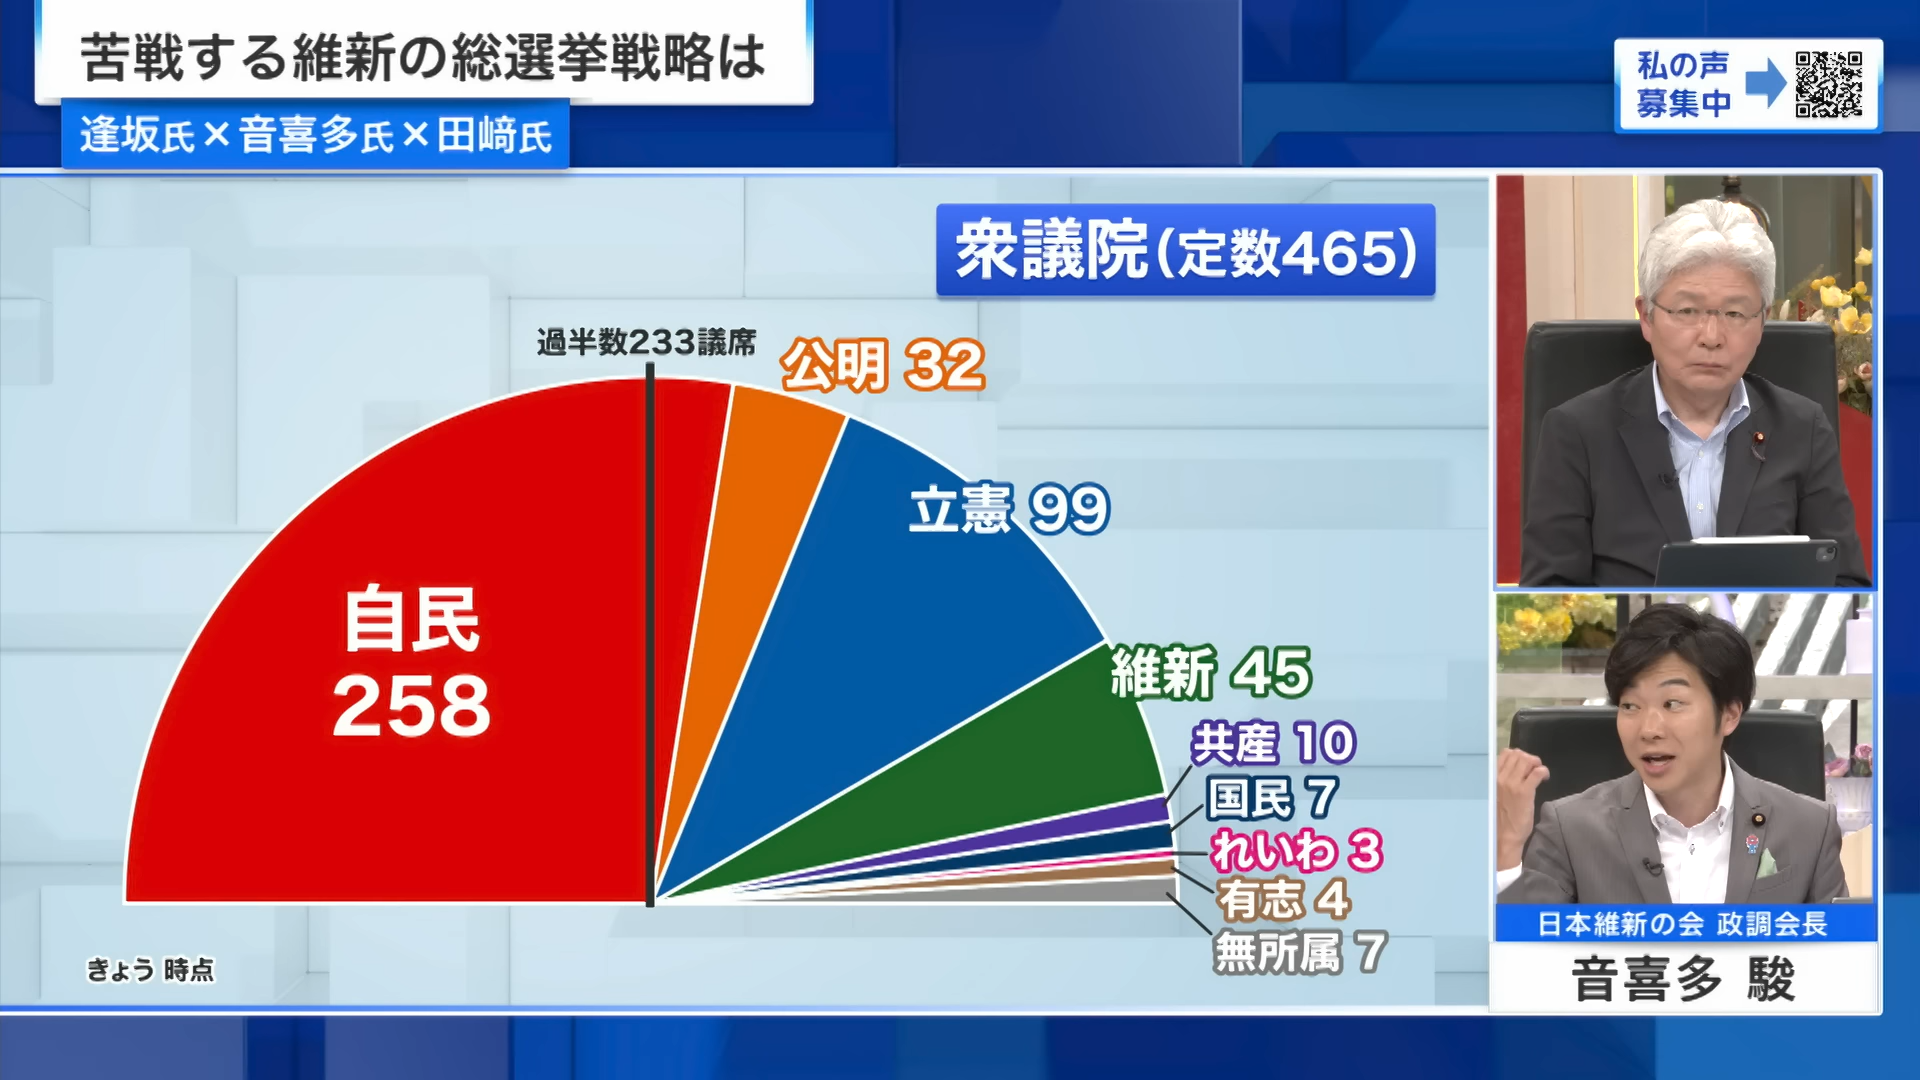 苦戦する維新の総選挙戦略は
逢坂氏×音喜多氏×田﨑氏
私の声
募集中
衆議院(定数465)
過半数233議席
公明 32
立憲 99
自民
258
維新 45
共産 10
国民 7
れいわ 3
有志 4
無所属 7
きょう 時点
日本維新の会 政調会長
音喜多 駿